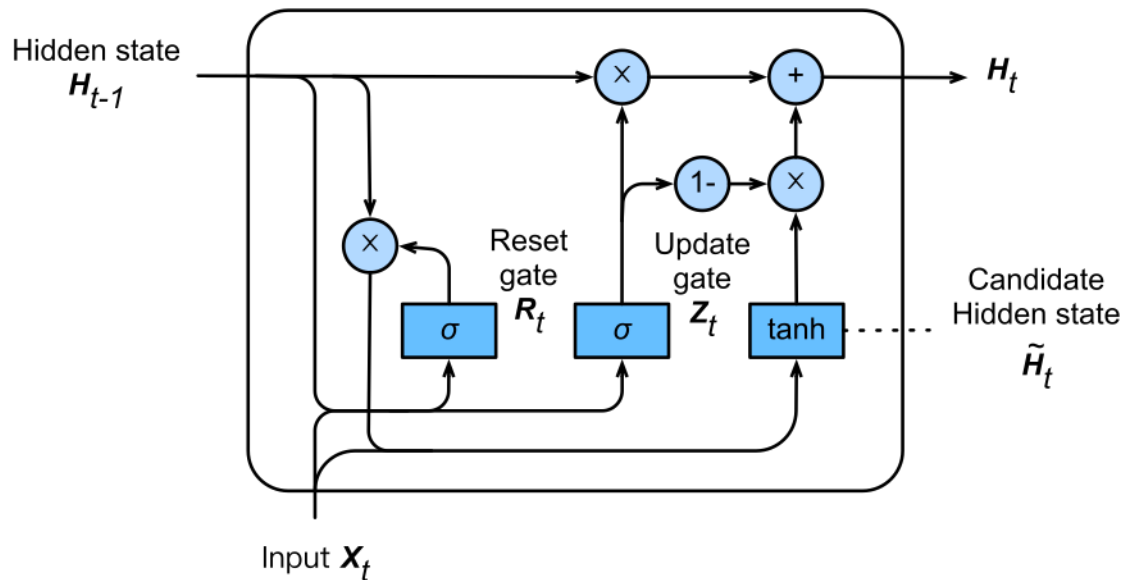 Hidden state
H_{t-1}
×
+
H_t
1-
×
×
Reset
gate
R_t
Update
gate
Z_t
σ
σ
tanh
Candidate
Hidden state
H̃_t
Input X_t